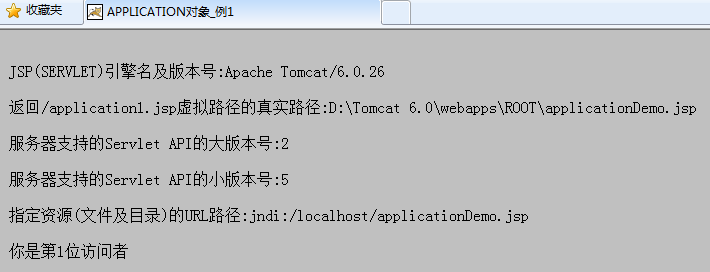 收藏夹
APPLICATION对象_例1
JSP(SERVLET)引擎名及版本号:Apache Tomcat/6.0.26
返回/application1.jsp虚拟路径的真实路径:D:\Tomcat 6.0\webapps\ROOT\applicationDemo.jsp
服务器支持的Servlet API的大版本号:2
服务器支持的Servlet API的小版本号:5
指定资源(文件及目录)的URL路径:jndi:/localhost/applicationDemo.jsp
你是第1位访问者